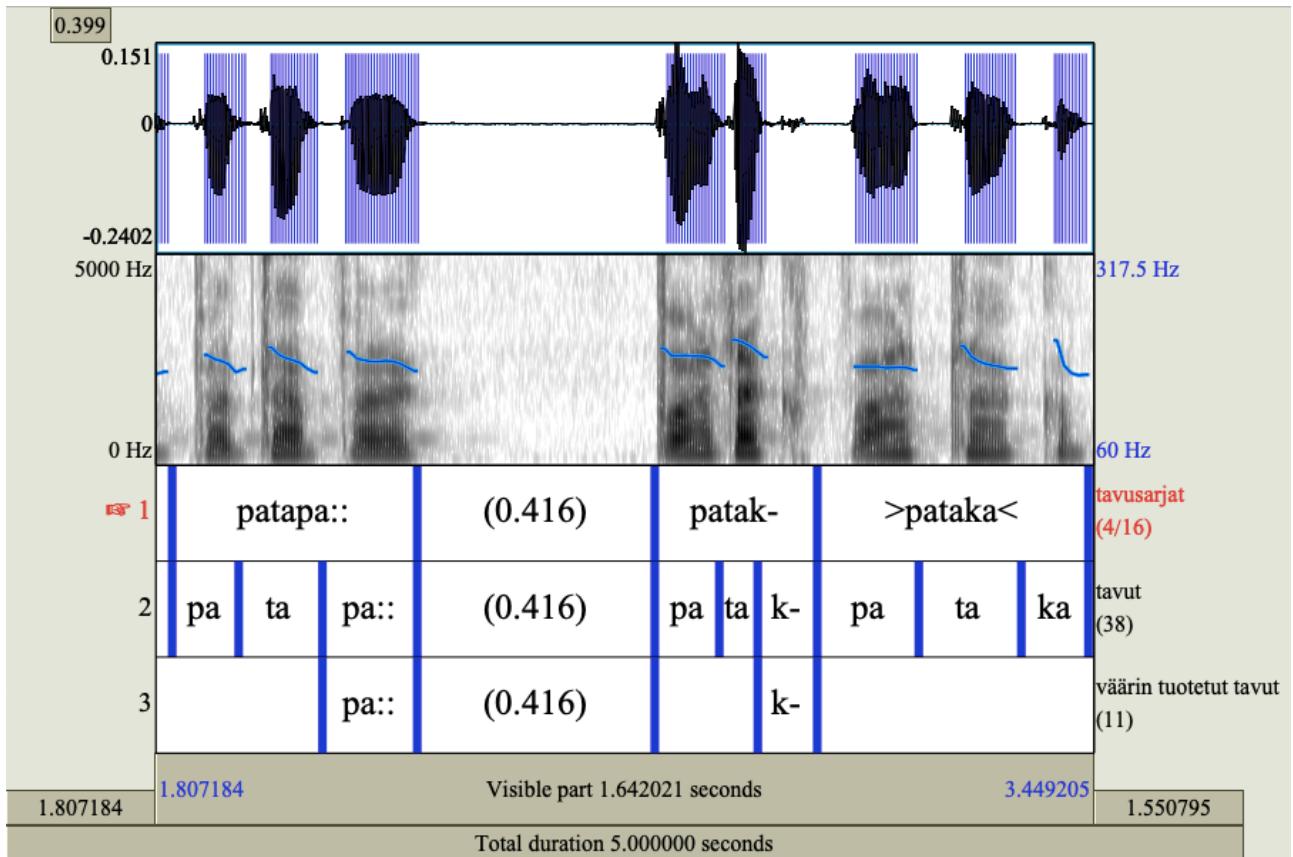 0.399
0.151
0
-0.2402
5000 Hz 317.5 Hz
0 Hz 60 Hz
☞ 1 patapa:: (0.416) patak- >pataka< tavusarjat
(4/16)
2 pa ta pa:: (0.416) pa ta k- pa ta ka tavut
(38)
3 pa:: (0.416) k- väärin tuotetut tavut
(11)
1.807184 Visible part 1.642021 seconds 3.449205
1.807184 1.550795
Total duration 5.000000 seconds